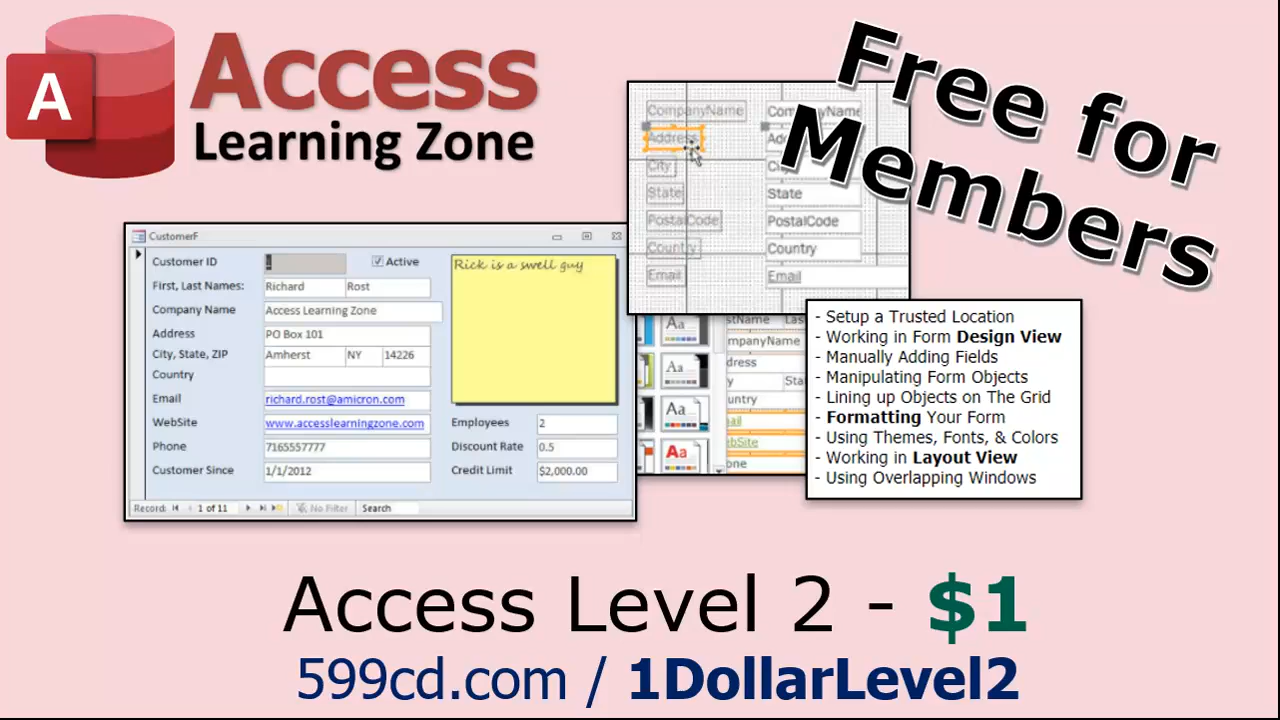 A
Access
Learning Zone
Free for
Members
CompanyName CompanyName
Address
City
State State
PostalCode PostalCode
Country Country
Email Email
CustomerF
Customer ID Active
First, Last Names: Richard Rost
Company Name Access Learning Zone
Address PO Box 101
City, State, ZIP Amherst NY 14226
Country
Email richard.rost@amicron.com
WebSite www.accesslearningzone.com
Phone 7165557777
Customer Since 1/1/2012
Rick is a swell guy
Employees 2
Discount Rate 0.5
Credit Limit $2,000.00
Record: 1 of 11 No Filter Search
Aa
Aa
Aa
Aa
- Setup a Trusted Location
- Working in Form Design View
- Manually Adding Fields
- Manipulating Form Objects
- Lining up Objects on The Grid
- Formatting Your Form
- Using Themes, Fonts, & Colors
- Working in Layout View
- Using Overlapping Windows
Access Level 2 - $1
599cd.com / 1DollarLevel2